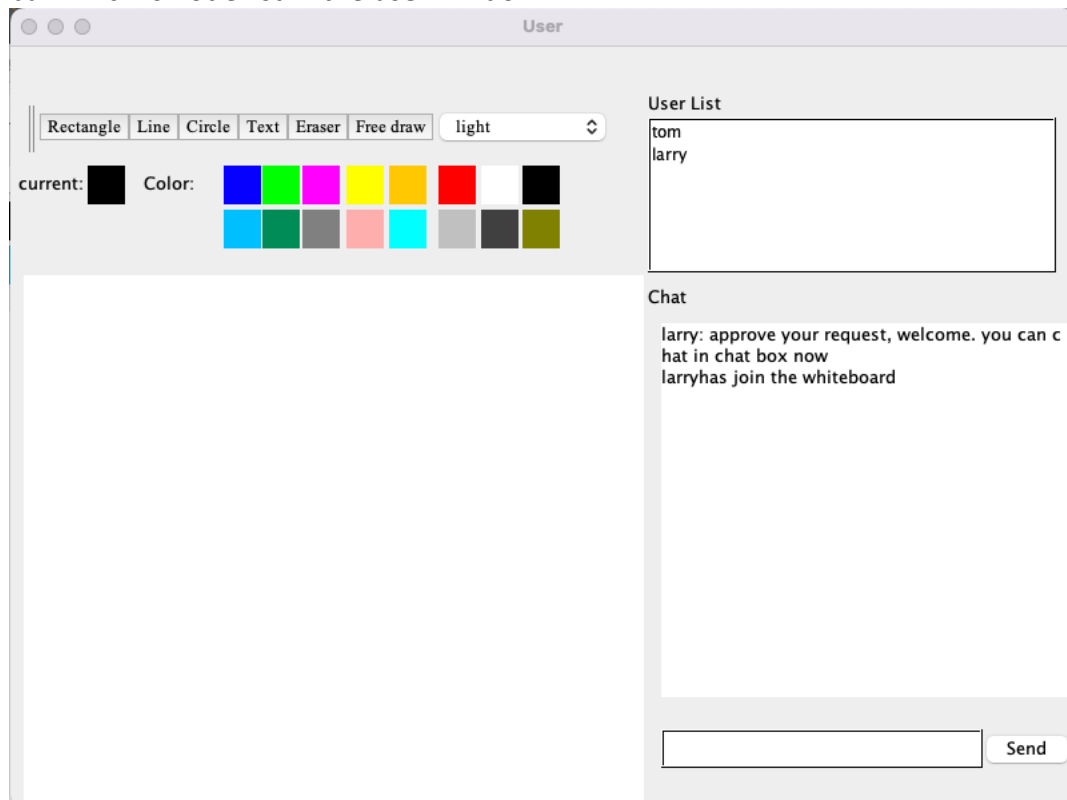 User
User List
Rectangle Line Circle Text Eraser Free draw light
tom
larry
current: Color:
Chat
larry: approve your request, welcome. you can c
hat in chat box now
larryhas join the whiteboard
Send